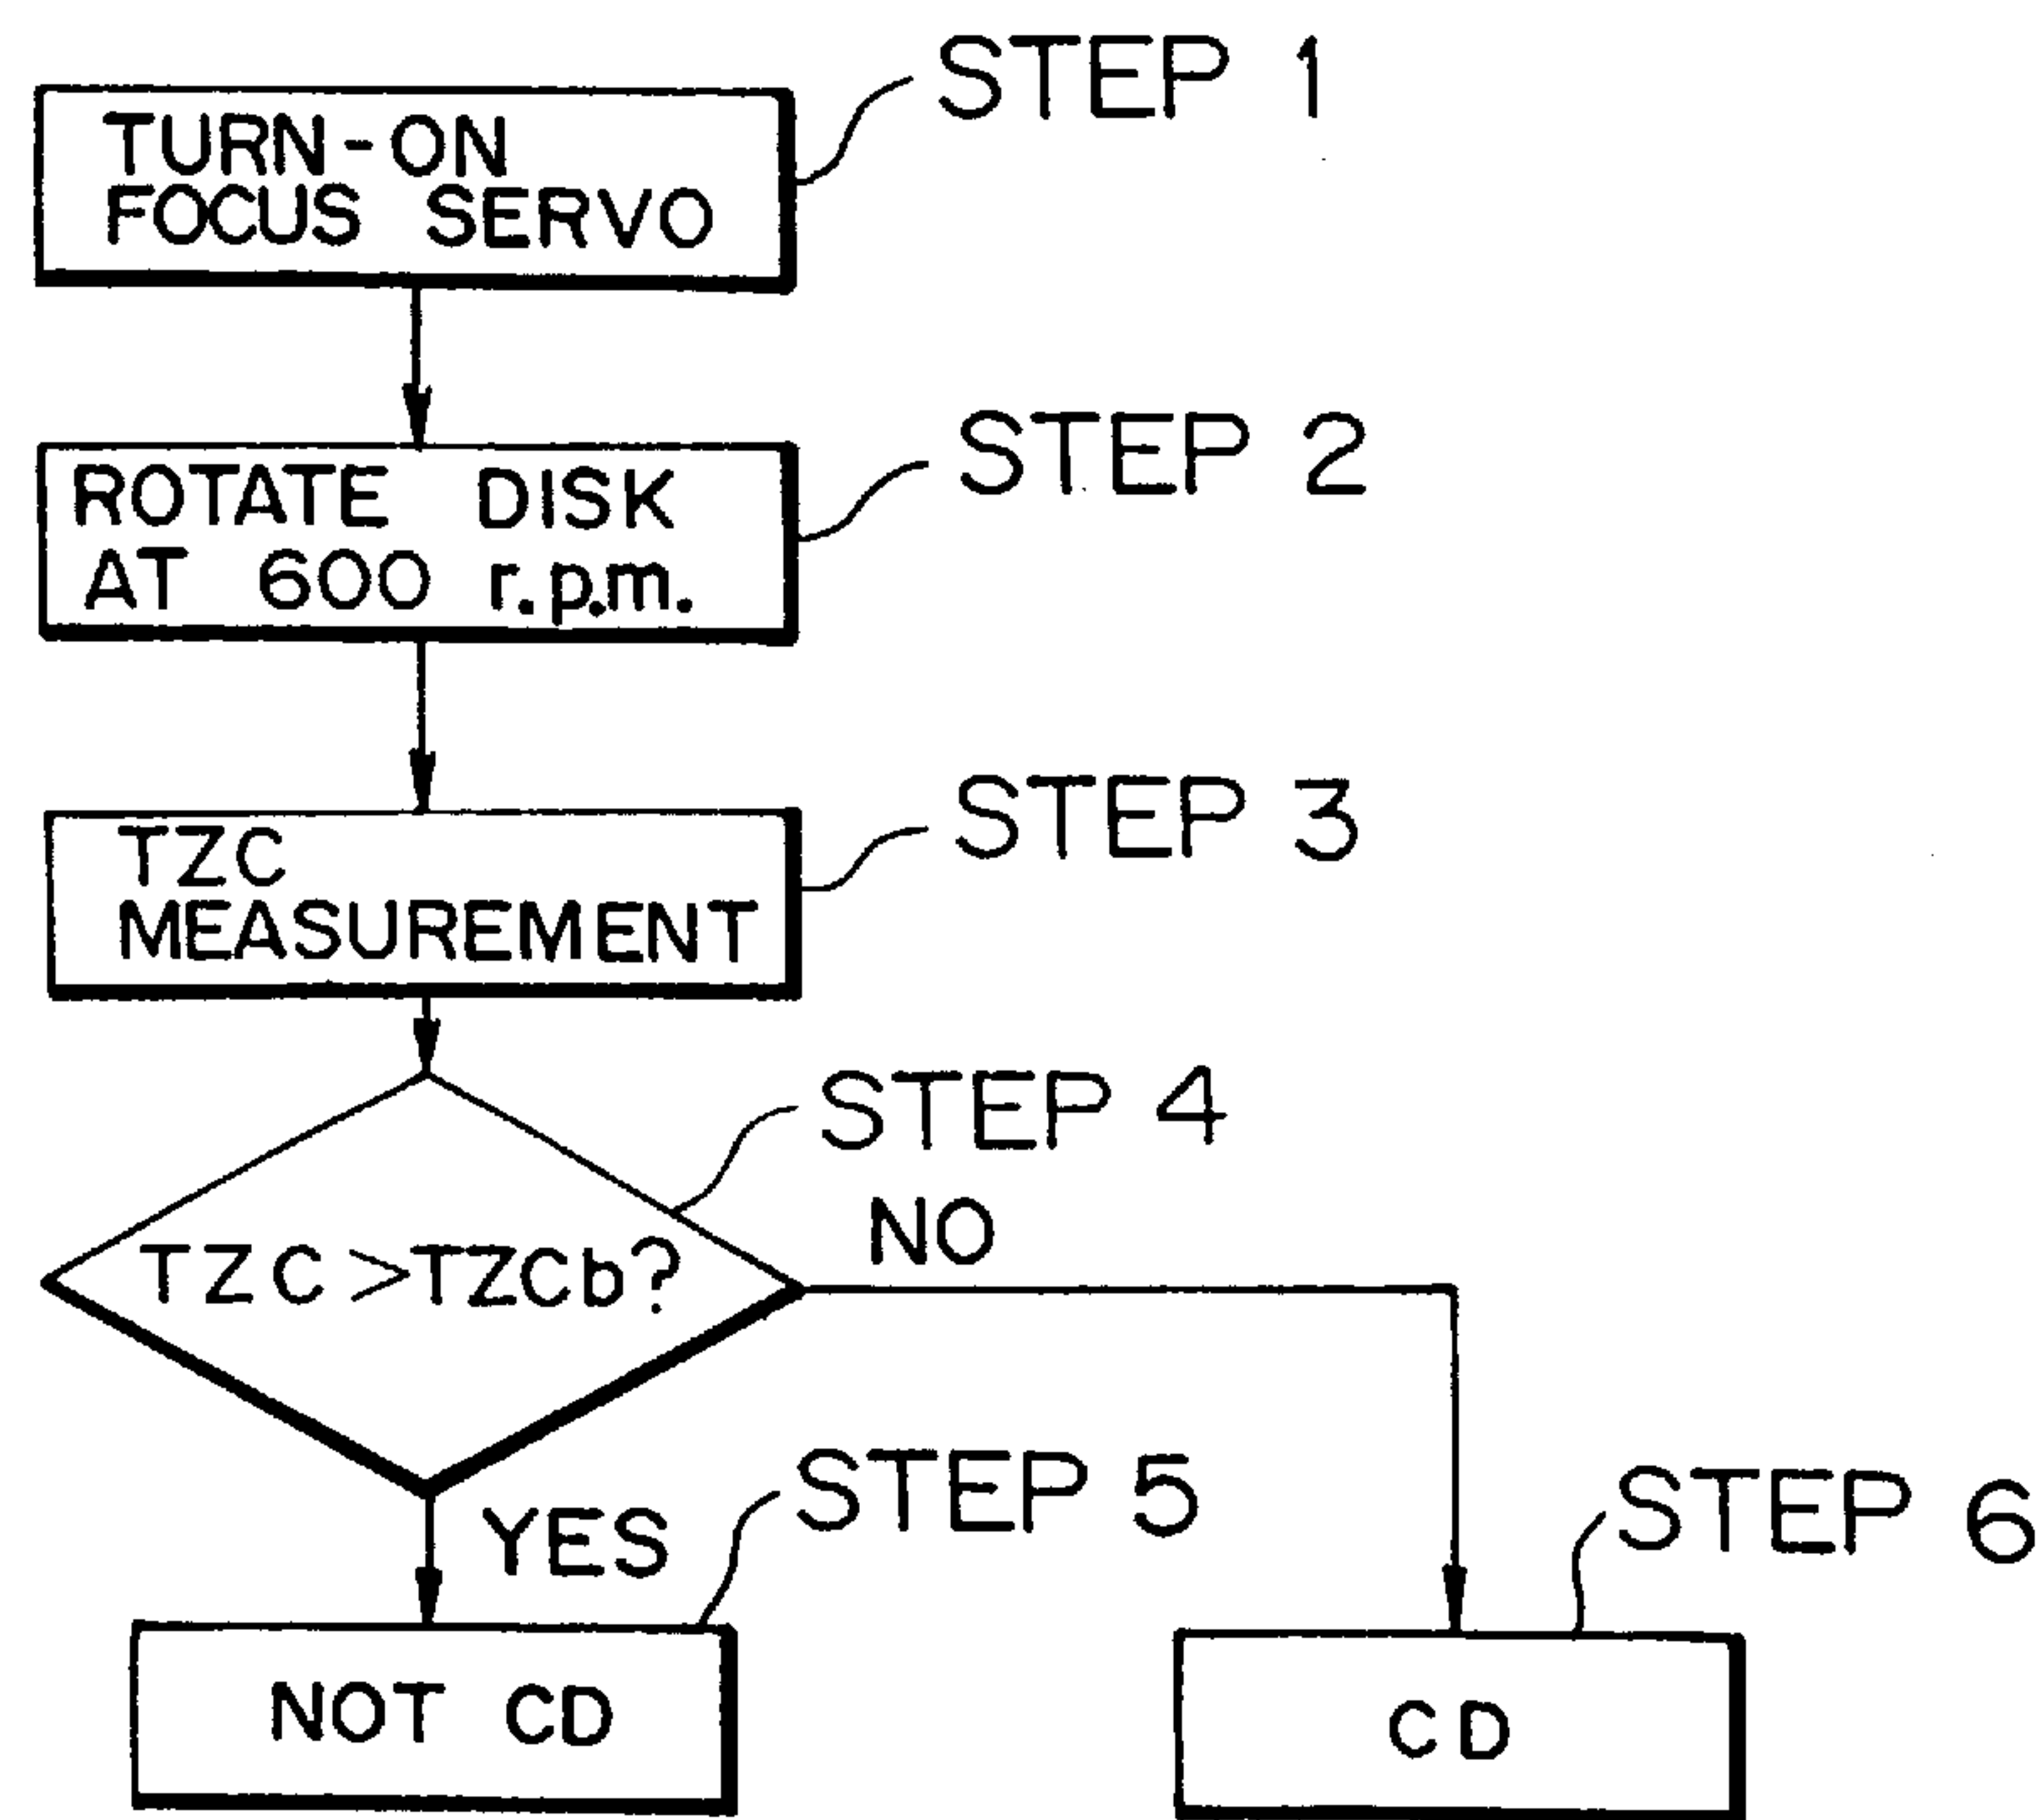 STEP 1
TURN-ON
FOCUS SERVO
STEP 2
ROTATE DISK
AT 600 r.p.m.
STEP 3
TZC
MEASUREMENT
STEP 4
NO
TZC>TZCb?
STEP 5
YES
STEP 6
NOT CD
CD